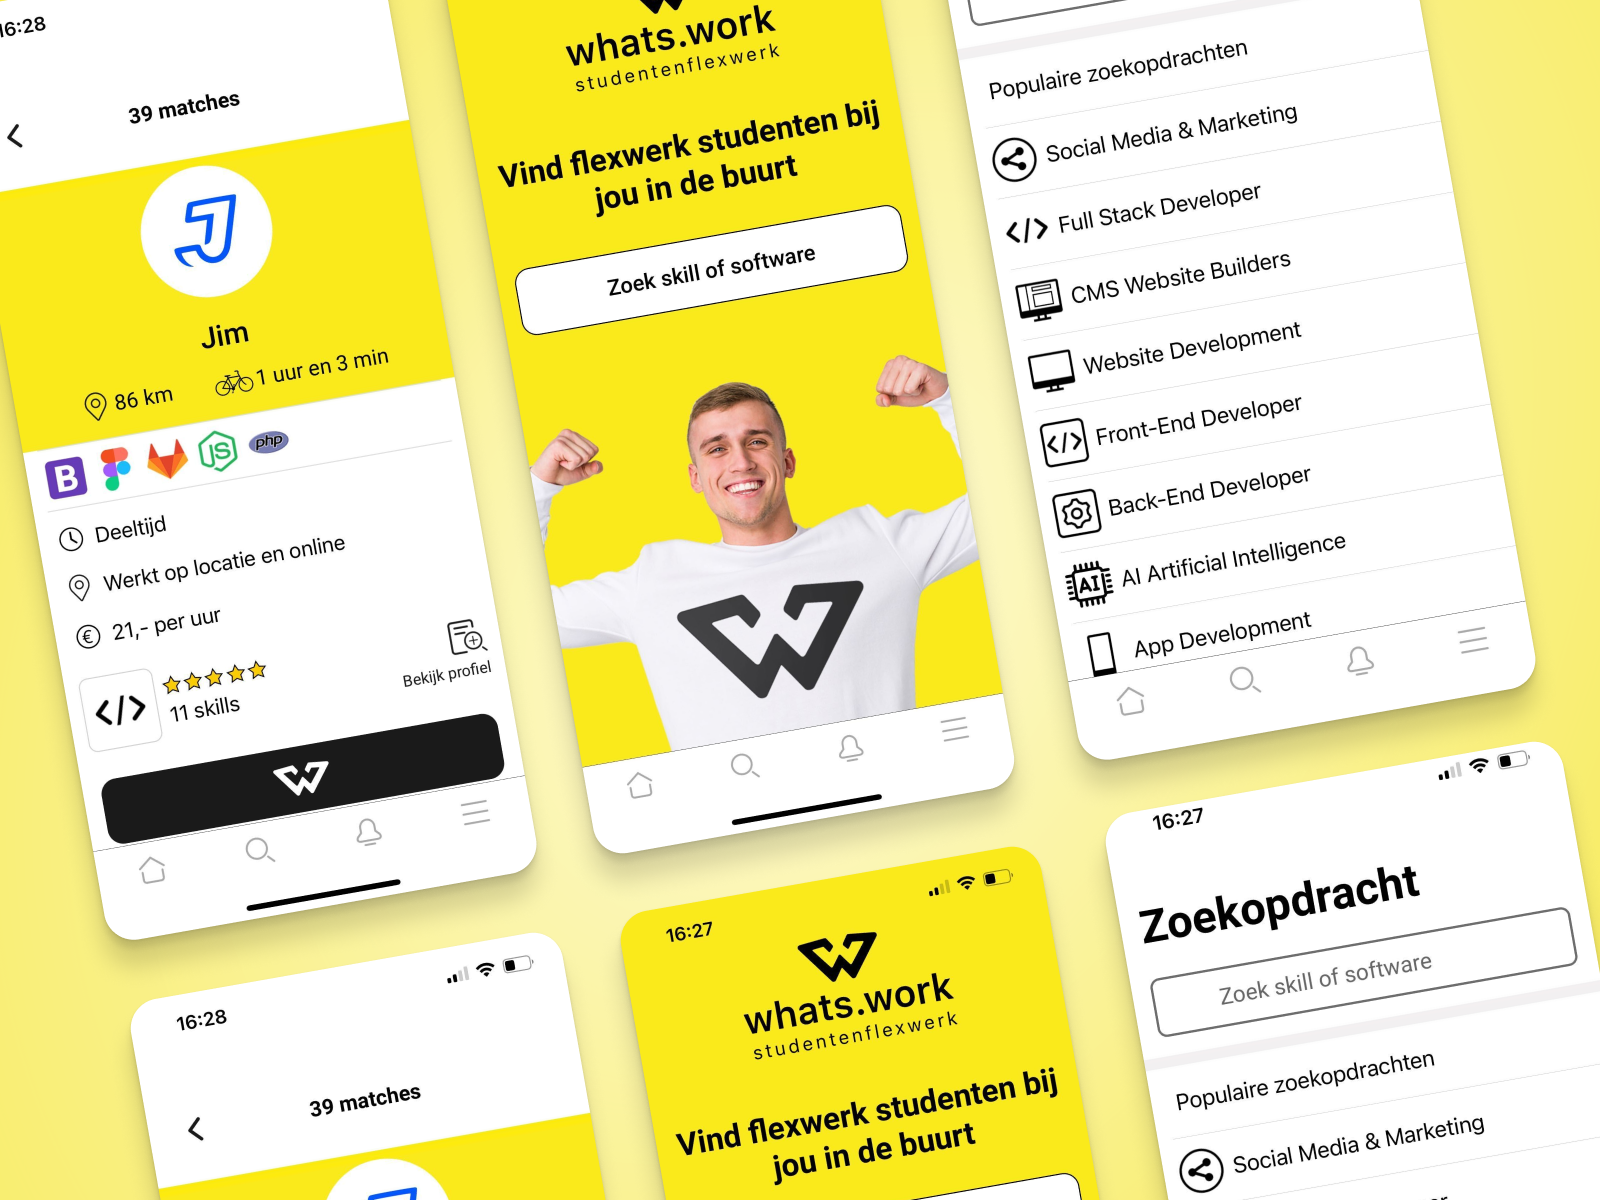 16:28
39 matches
Jim
86 km
1 uur en 3 min
B
JS
php
Deeltijd
Werkt op locatie en online
€ 21,- per uur
11 skills
Bekijk profiel
whats.work
studentenflexwerk
Vind flexwerk studenten bij
jou in de buurt
Zoek skill of software
Populaire zoekopdrachten
Social Media & Marketing
Full Stack Developer
CMS Website Builders
Website Development
Front-End Developer
Back-End Developer
AI
AI Artificial Intelligence
App Development
16:28
39 matches
16:27
whats.work
studentenflexwerk
Vind flexwerk studenten bij
jou in de buurt
16:27
Zoekopdracht
Zoek skill of software
Populaire zoekopdrachten
Social Media & Marketing